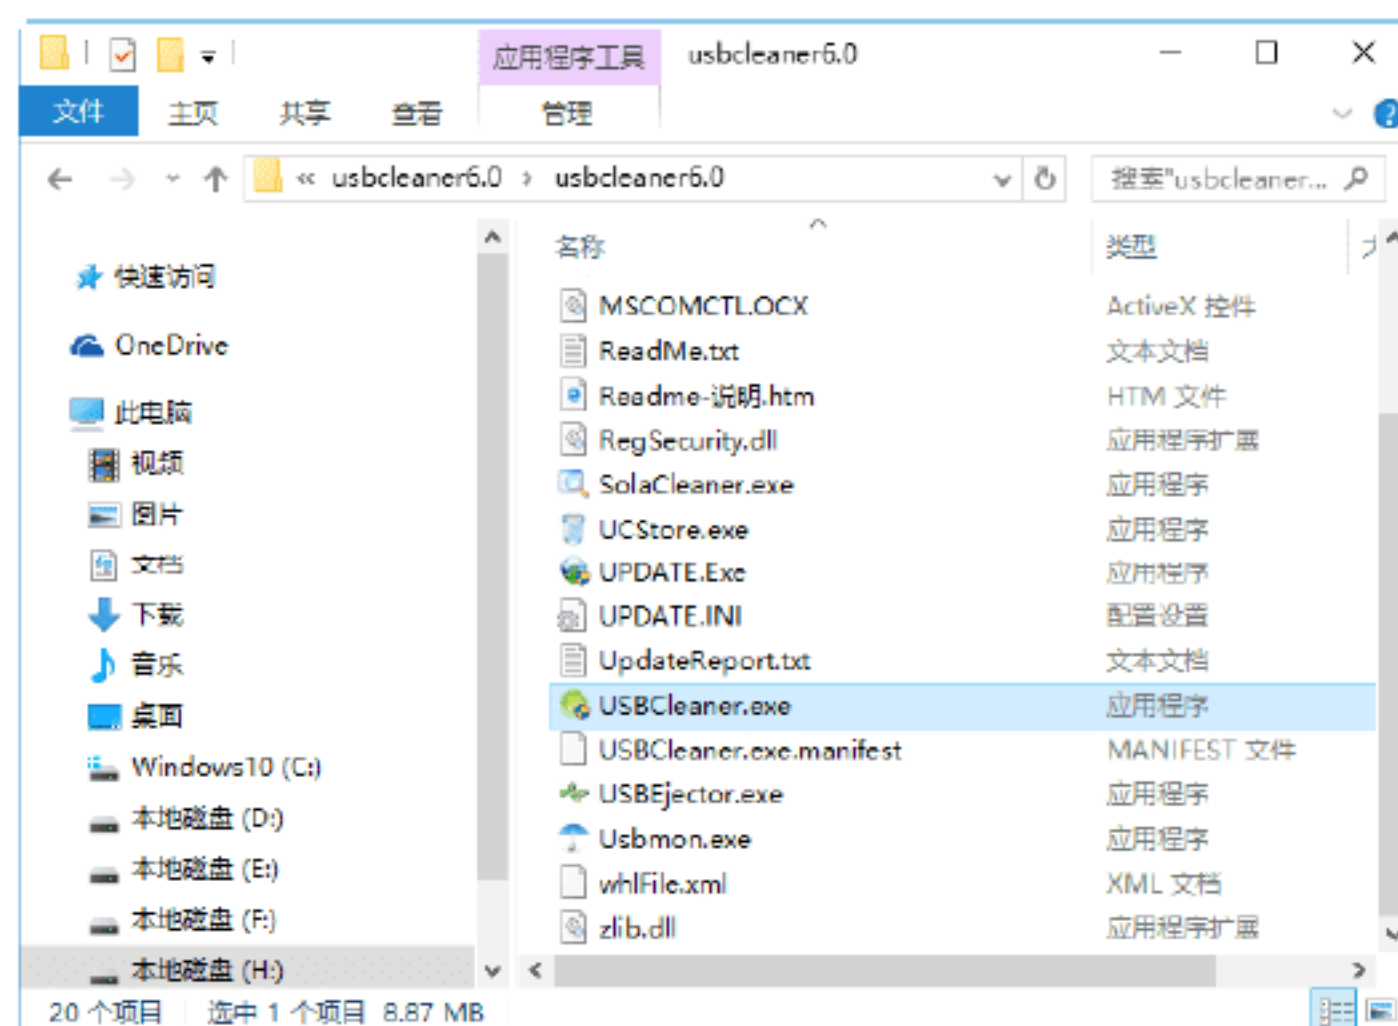 应用程序工具 usbcleaner6.0
文件 主页 共享 查看 管理
« usbcleaner6.0 › usbcleaner6.0 搜索"usbcleaner...
快速访问
OneDrive
此电脑
视频
图片
文档
下载
音乐
桌面
Windows10 (C:)
本地磁盘 (D:)
本地磁盘 (E:)
本地磁盘 (F:)
本地磁盘 (H:)
名称 类型
MSCOMCTL.OCX ActiveX 控件
ReadMe.txt 文本文档
Readme-说明.htm HTM 文件
RegSecurity.dll 应用程序扩展
SolaCleaner.exe 应用程序
UCStore.exe 应用程序
UPDATE.Exe 应用程序
UPDATE.INI 配置设置
UpdateReport.txt 文本文档
USBCleaner.exe 应用程序
USBCleaner.exe.manifest MANIFEST 文件
USBEjector.exe 应用程序
Usbmon.exe 应用程序
whlFile.xml XML 文档
zlib.dll 应用程序扩展
20 个项目 选中 1 个项目 8.87 MB